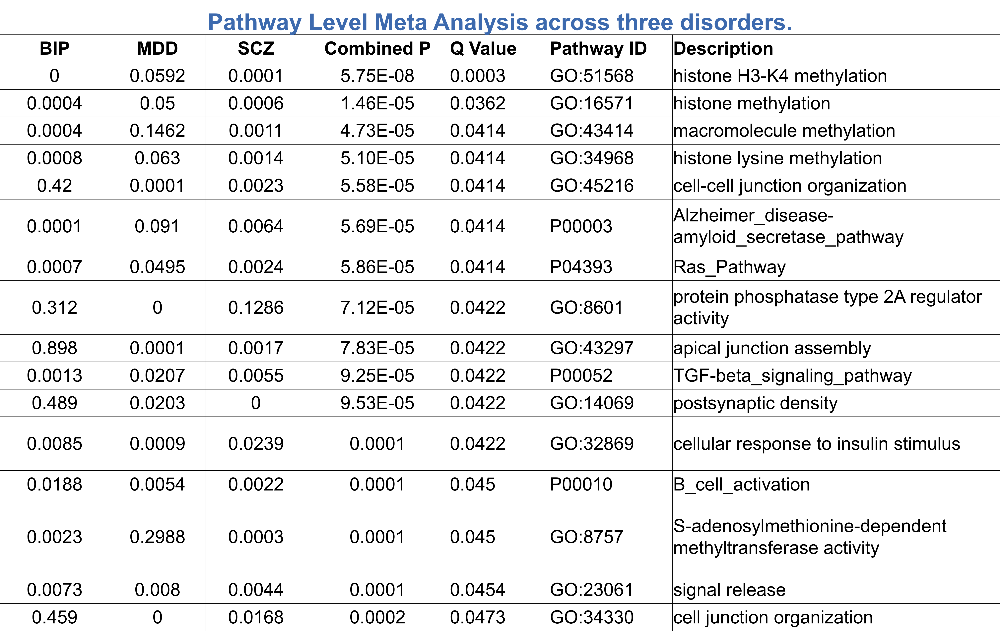 Pathway Level Meta Analysis across three disorders.
BIP MDD SCZ Combined P Q Value Pathway ID Description
0 0.0592 0.0001 5.75E-08 0.0003 GO:51568 histone H3-K4 methylation
0.0004 0.05 0.0006 1.46E-05 0.0362 GO:16571 histone methylation
0.0004 0.1462 0.0011 4.73E-05 0.0414 GO:43414 macromolecule methylation
0.0008 0.063 0.0014 5.10E-05 0.0414 GO:34968 histone lysine methylation
0.42 0.0001 0.0023 5.58E-05 0.0414 GO:45216 cell-cell junction organization
0.0001 0.091 0.0064 5.69E-05 0.0414 P00003 Alzheimer_disease-
amyloid_secretase_pathway
0.0007 0.0495 0.0024 5.86E-05 0.0414 P04393 Ras_Pathway
0.312 0 0.1286 7.12E-05 0.0422 GO:8601 protein phosphatase type 2A regulator
activity
0.898 0.0001 0.0017 7.83E-05 0.0422 GO:43297 apical junction assembly
0.0013 0.0207 0.0055 9.25E-05 0.0422 P00052 TGF-beta_signaling_pathway
0.489 0.0203 0 9.53E-05 0.0422 GO:14069 postsynaptic density
0.0085 0.0009 0.0239 0.0001 0.0422 GO:32869 cellular response to insulin stimulus
0.0188 0.0054 0.0022 0.0001 0.045 P00010 B_cell_activation
0.0023 0.2988 0.0003 0.0001 0.045 GO:8757 S-adenosylmethionine-dependent
methyltransferase activity
0.0073 0.008 0.0044 0.0001 0.0454 GO:23061 signal release
0.459 0 0.0168 0.0002 0.0473 GO:34330 cell junction organization